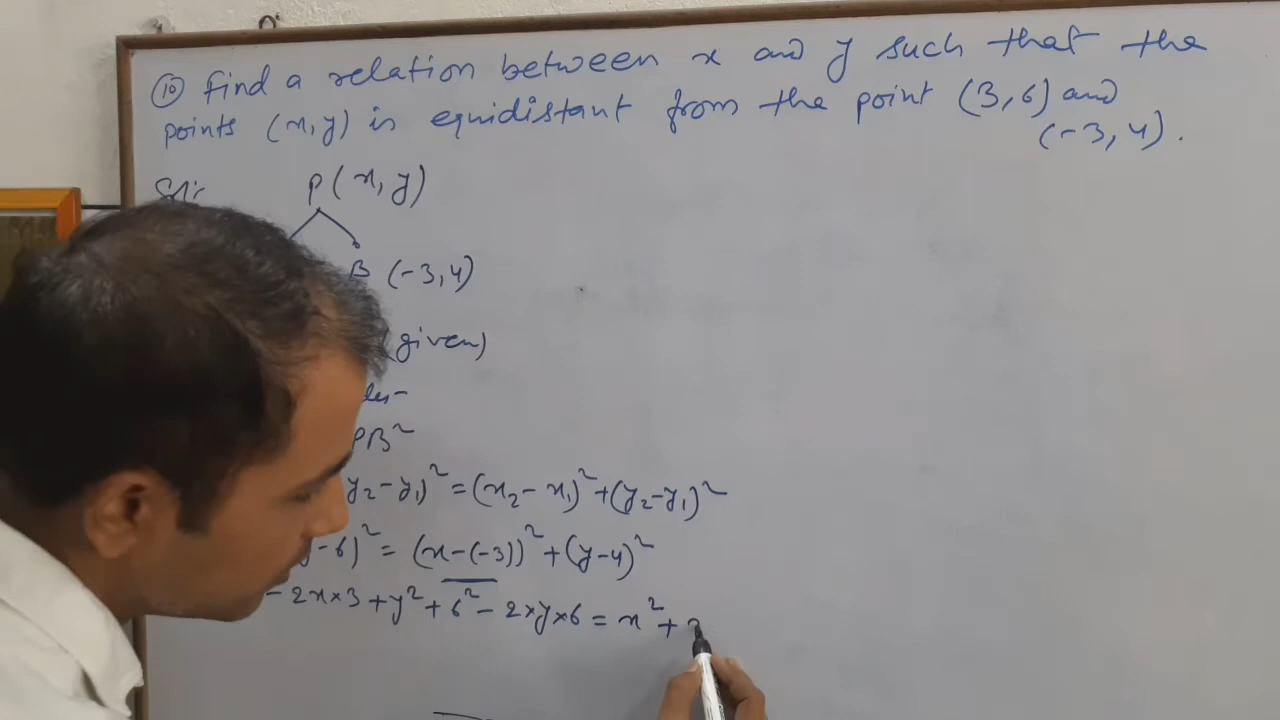 (10) Find a relation between x and y such that the
points (x,y) is equidistant from the point (3,6) and
(-3,4).
Sol:
P(x,y)
B (-3,4)
(given)
PB²
y₂-y₁)²=(x₂-x₁)²+(y₂-y₁)²
y-6)²= (x-(-3))²+(y-4)²
- 2x×3+y²+6²- 2×y×6 = x²+